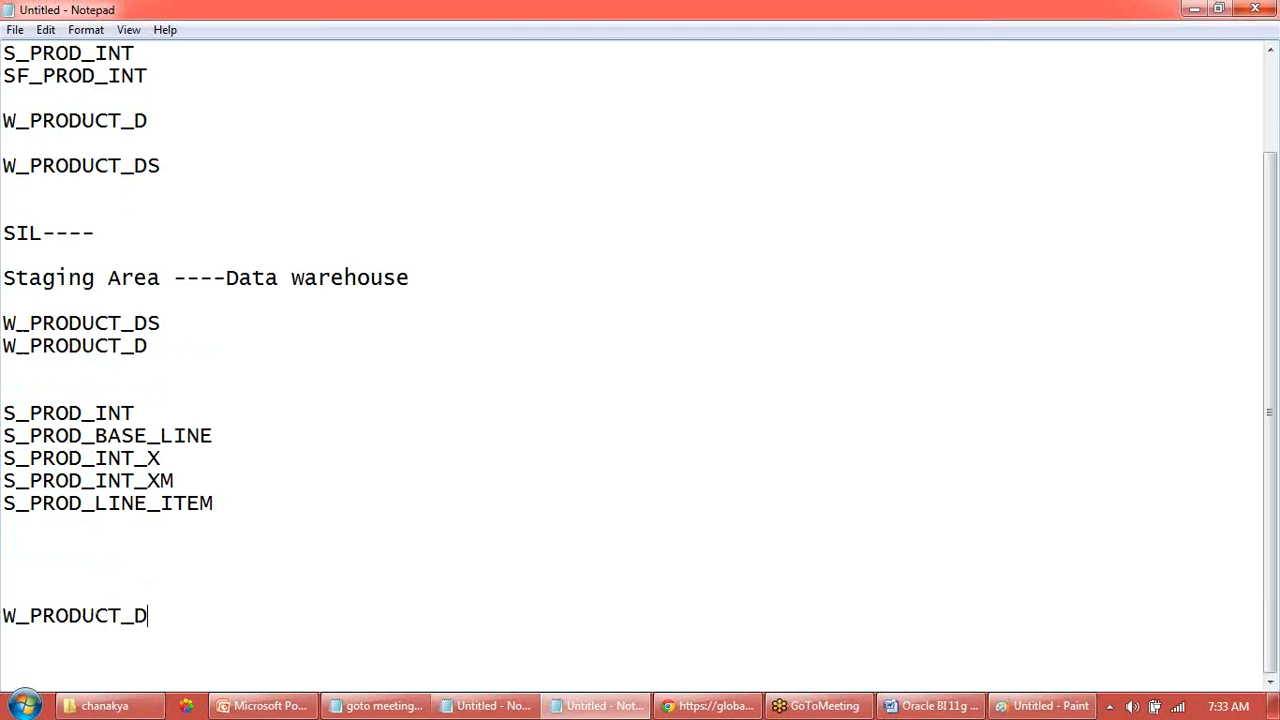 Untitled - Notepad
File Edit Format View Help
S_PROD_INT
SF_PROD_INT
W_PRODUCT_D
W_PRODUCT_DS
SIL----
Staging Area ----Data warehouse
W_PRODUCT_DS
W_PRODUCT_D
S_PROD_INT
S_PROD_BASE_LINE
S_PROD_INT_X
S_PROD_INT_XM
S_PROD_LINE_ITEM
W_PRODUCT_D
chanakya Microsoft Po... goto meeting... Untitled - No... Untitled - Not... https://globa... GoToMeeting Oracle BI 11g ... Untitled - Paint 7:33 AM